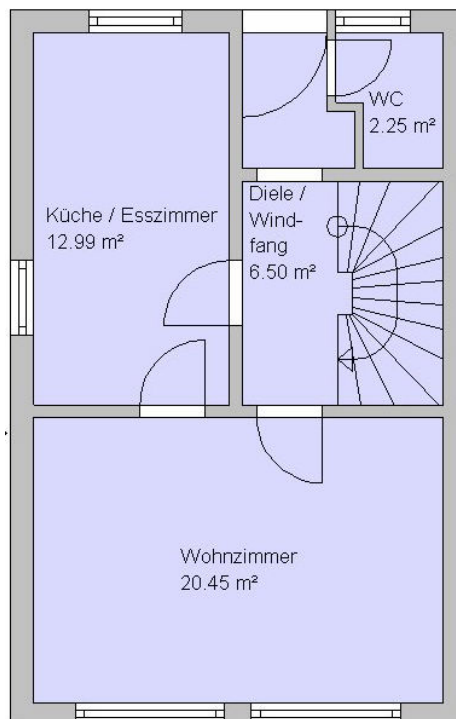 WC
2.25 m²
Küche / Esszimmer
12.99 m²
Diele /
Wind-
fang
6.50 m²
Wohnzimmer
20.45 m²